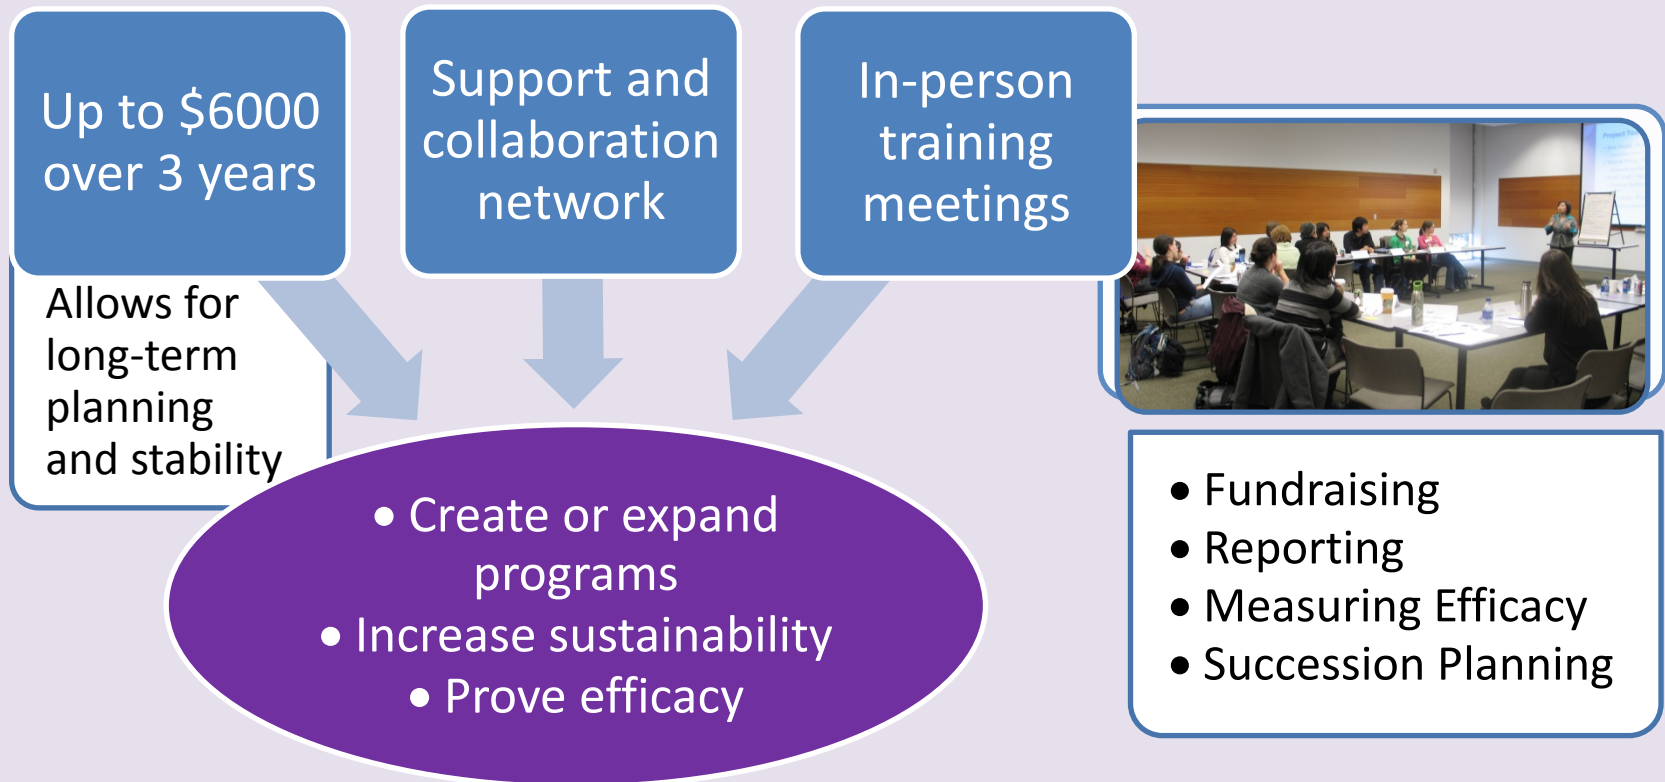 Up to $6000
over 3 years
Support and
collaboration
network
In-person
training
meetings
Allows for
long-term
planning
and stability
• Create or expand
programs
• Increase sustainability
• Prove efficacy
• Fundraising
• Reporting
• Measuring Efficacy
• Succession Planning